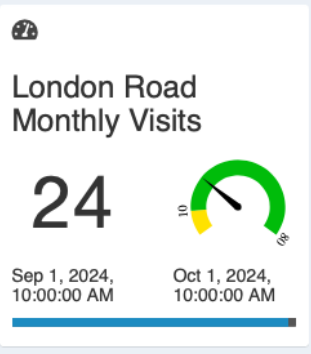 London Road
Monthly Visits
24
10
80
Sep 1, 2024,
10:00:00 AM
Oct 1, 2024,
10:00:00 AM